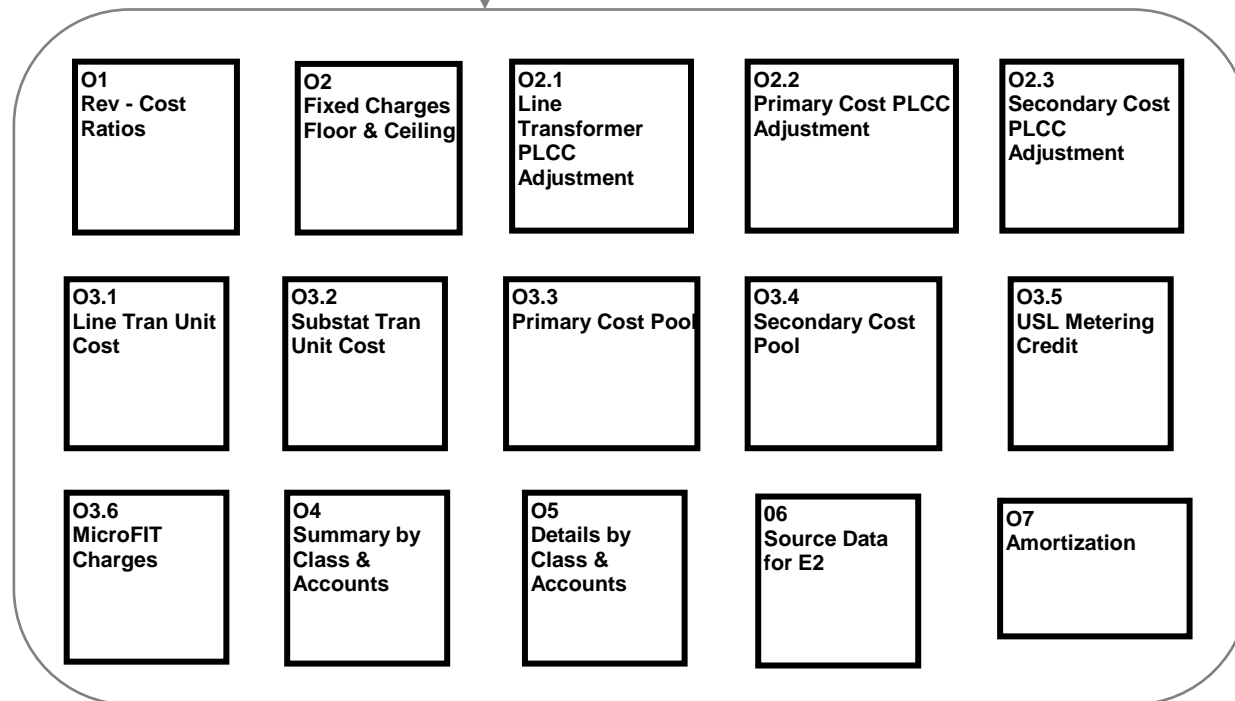 O1
Rev - Cost
Ratios
O2
Fixed Charges
Floor & Ceiling
O2.1
Line
Transformer
PLCC
Adjustment
O2.2
Primary Cost PLCC
Adjustment
O2.3
Secondary Cost
PLCC
Adjustment
O3.1
Line Tran Unit
Cost
O3.2
Substat Tran
Unit Cost
O3.3
Primary Cost Pool
O3.4
Secondary Cost
Pool
O3.5
USL Metering
Credit
O3.6
MicroFIT
Charges
O4
Summary by
Class &
Accounts
O5
Details by
Class &
Accounts
06
Source Data
for E2
O7
Amortization